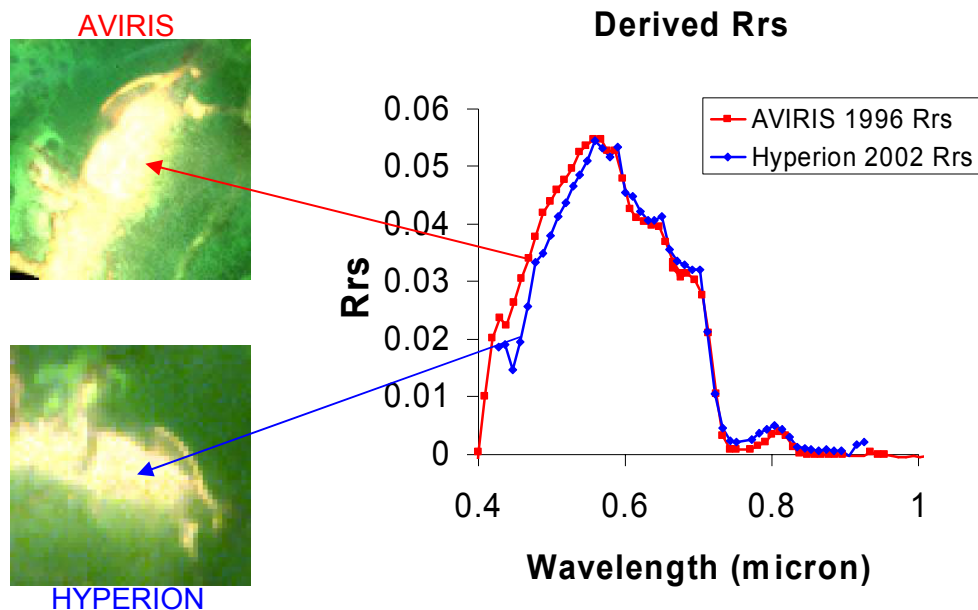 AVIRIS
HYPERION
Derived Rrs
AVIRIS 1996 Rrs
Hyperion 2002 Rrs
Rrs
0.06
0.05
0.04
0.03
0.02
0.01
0
0.4 0.6 0.8 1
Wavelength (micron)